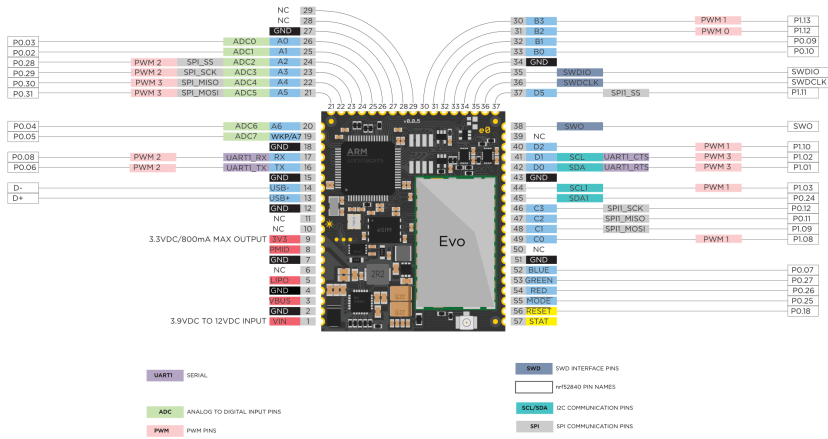 NC 29
NC 28
GND 27
P0.03 ADC0 A0 26
P0.02 ADC1 A1 25
P0.28 PWM 2 SPI_SS ADC2 A2 24
P0.29 PWM 2 SPI_SCK ADC3 A3 23
P0.30 PWM 3 SPI_MISO ADC4 A4 22
P0.31 PWM 3 SPI_MOSI ADC5 A5 21
30 B3 PWM 1 P1.13
31 B2 PWM 0 P1.12
32 B1 P0.09
33 B0 P0.10
34 GND
35 SWDIO SWDIO
36 SWDCLK SWDCLK
37 D5 SPI1_SS P1.11
21 22 23 24 25 26 27 28 29 30 31 32 33 34 35 36 37
v0.0.5
e0
ARM
eSIM
2R2
Evo
P0.04 ADC6 A6 20
P0.05 ADC7 WKP/A7 19
GND 18
P0.08 PWM 2 UART1_RX RX 17
P0.06 PWM 2 UART1_TX TX 16
GND 15
D- USB- 14
D+ USB+ 13
GND 12
NC 11
NC 10
3.3VDC/800mA MAX OUTPUT 3V3 9
PMID 8
GND 7
NC 6
LIPO 5
GND 4
VBUS 3
GND 2
3.9VDC TO 12VDC INPUT VIN 1
38 SWO SWO
39 NC
40 D2 PWM 1 P1.10
41 D1 SCL UART1_CTS PWM 3 P1.02
42 D0 SDA UART1_RTS PWM 3 P1.01
43 GND
44 SCL1 PWM 1 P1.03
45 SDA1 P0.24
46 C3 SPI1_SCK P0.12
47 C2 SPI1_MISO P0.11
48 C1 SPI1_MOSI P1.09
49 C0 PWM 1 P1.08
50 NC
51 GND
52 BLUE P0.07
53 GREEN P0.27
54 RED P0.26
55 MODE P0.25
56 RESET P0.18
57 STAT
UART1 SERIAL
ADC ANALOG TO DIGITAL INPUT PINS
PWM PWM PINS
SWD SWD INTERFACE PINS
nrf52840 PIN NAMES
SCL/SDA I2C COMMUNICATION PINS
SPI SPI COMMUNICATION PINS